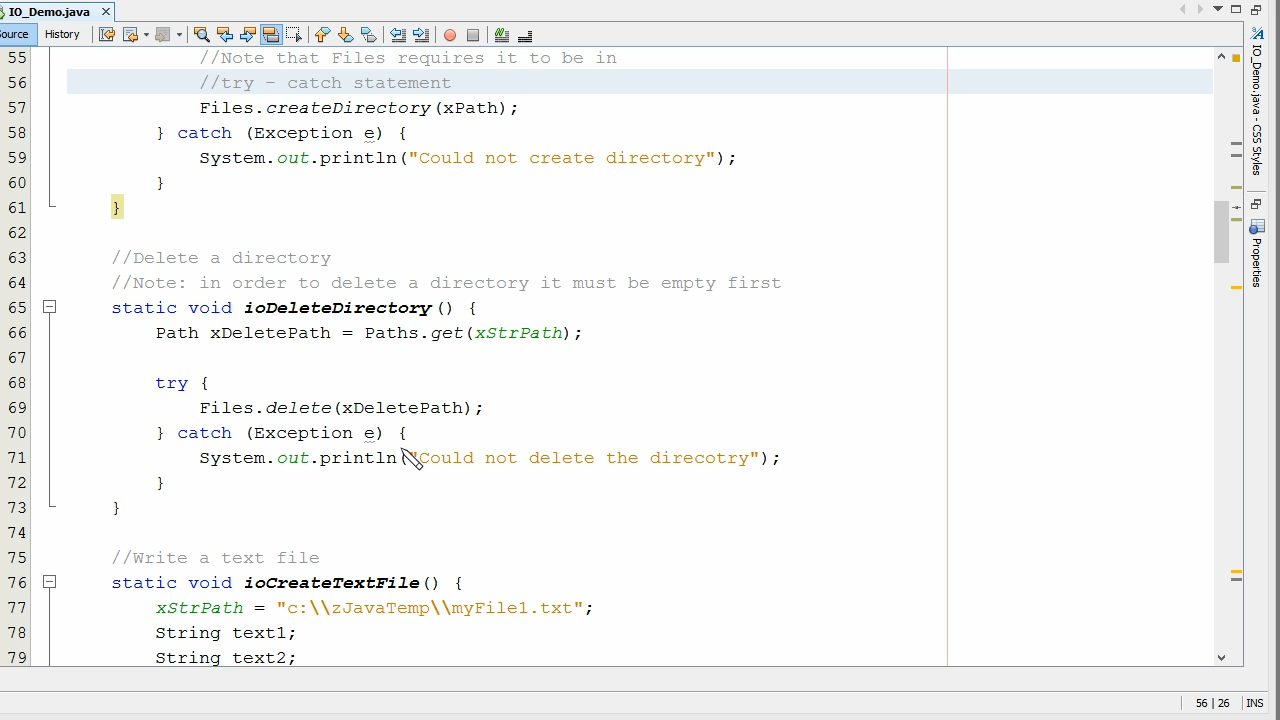 IO_Demo.java
Source History
55 //Note that Files requires it to be in
56 //try - catch statement
57 Files.createDirectory(xPath);
58 } catch (Exception e) {
59 System.out.println("Could not create directory");
60 }
61 }
62
63 //Delete a directory
64 //Note: in order to delete a directory it must be empty first
65 static void ioDeleteDirectory() {
66 Path xDeletePath = Paths.get(xStrPath);
67
68 try {
69 Files.delete(xDeletePath);
70 } catch (Exception e) {
71 System.out.println("Could not delete the direcotry");
72 }
73 }
74
75 //Write a text file
76 static void ioCreateTextFile() {
77 xStrPath = "c:\\zJavaTemp\\myFile1.txt";
78 String text1;
79 String text2;
IO_Demo.java - CSS Styles
Properties
56 | 26 INS